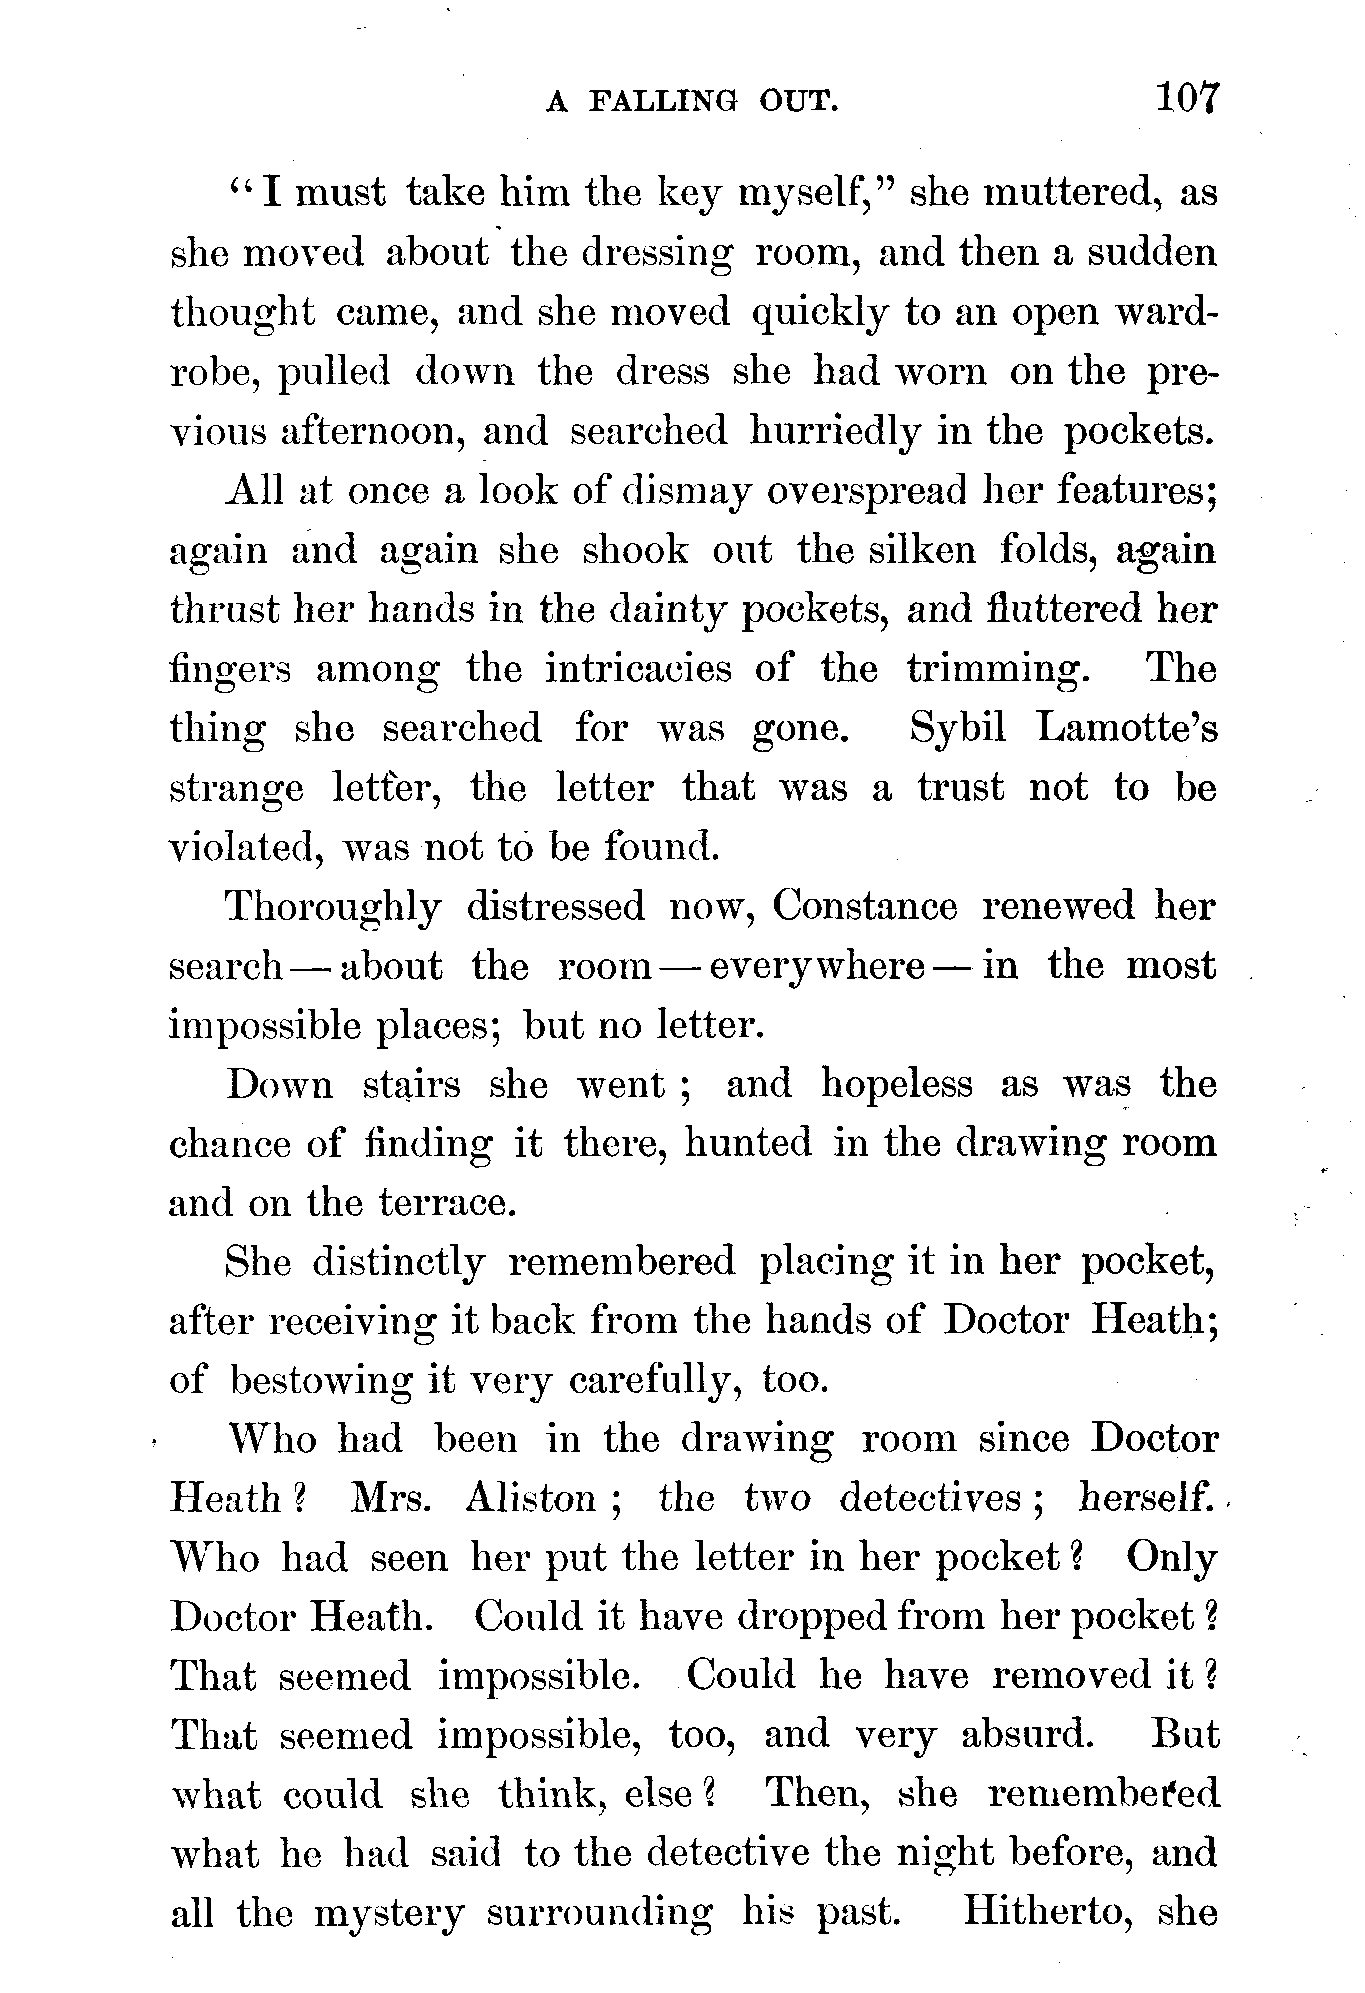 A FALLING OUT. 107
“I must take him the key myself,” she muttered, as
she moved about the dressing room, and then a sudden
thought came, and she moved quickly to an open ward-
robe, pulled down the dress she had worn on the pre-
vious afternoon, and searched hurriedly in the pockets.
All at once a look of dismay overspread her features;
again and again she shook out the silken folds, again
thrust her hands in the dainty pockets, and fluttered her
fingers among the intricacies of the trimming. The
thing she searched for was gone. Sybil Lamotte’s
strange letter, the letter that was a trust not to be
violated, was not to be found.
Thoroughly distressed now, Constance renewed her
search—about the room—everywhere—in the most
impossible places; but no letter.
Down stairs she went ; and hopeless as was the
chance of finding it there, hunted in the drawing room
and on the terrace.
She distinctly remembered placing it in her pocket,
after receiving it back from the hands of Doctor Heath;
of bestowing it very carefully, too.
Who had been in the drawing room since Doctor
Heath ? Mrs. Aliston ; the two detectives ; herself.
Who had seen her put the letter in her pocket ? Only
Doctor Heath. Could it have dropped from her pocket ?
That seemed impossible. Could he have removed it ?
That seemed impossible, too, and very absurd. But
what could she think, else ? Then, she remembered
what he had said to the detective the night before, and
all the mystery surrounding his past. Hitherto, she